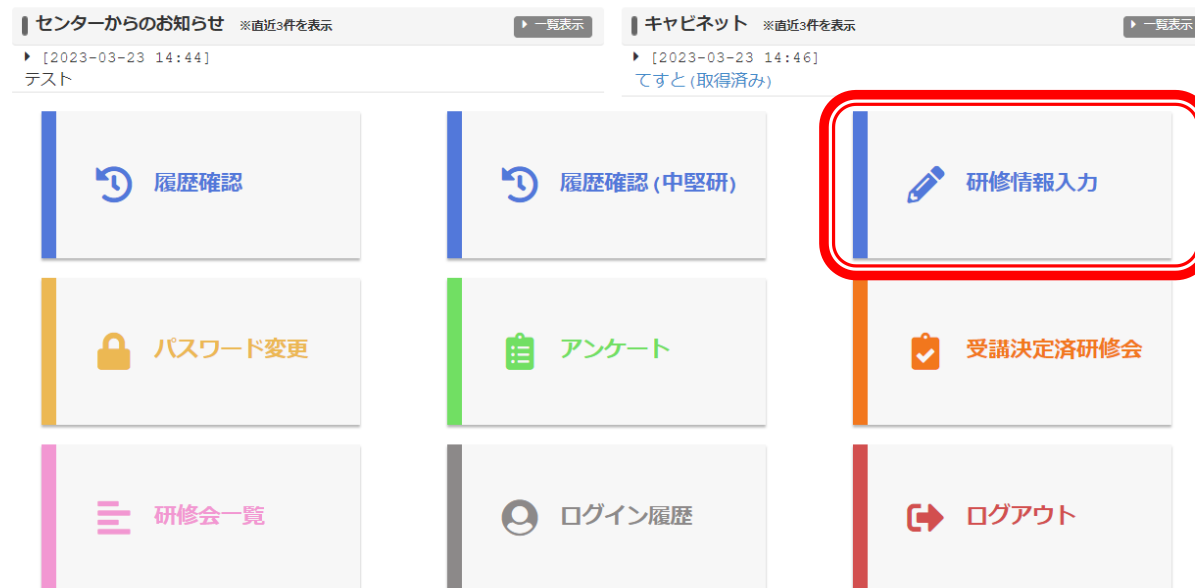 センターからのお知らせ ※直近3件を表示
一覧表示
[2023-03-23 14:44]
テスト
キャビネット ※直近3件を表示
一覧表示
[2023-03-23 14:46]
てすと(取得済み)
履歴確認
履歴確認(中堅研)
研修情報入力
パスワード変更
アンケート
受講決定済研修会
研修会一覧
ログイン履歴
ログアウト